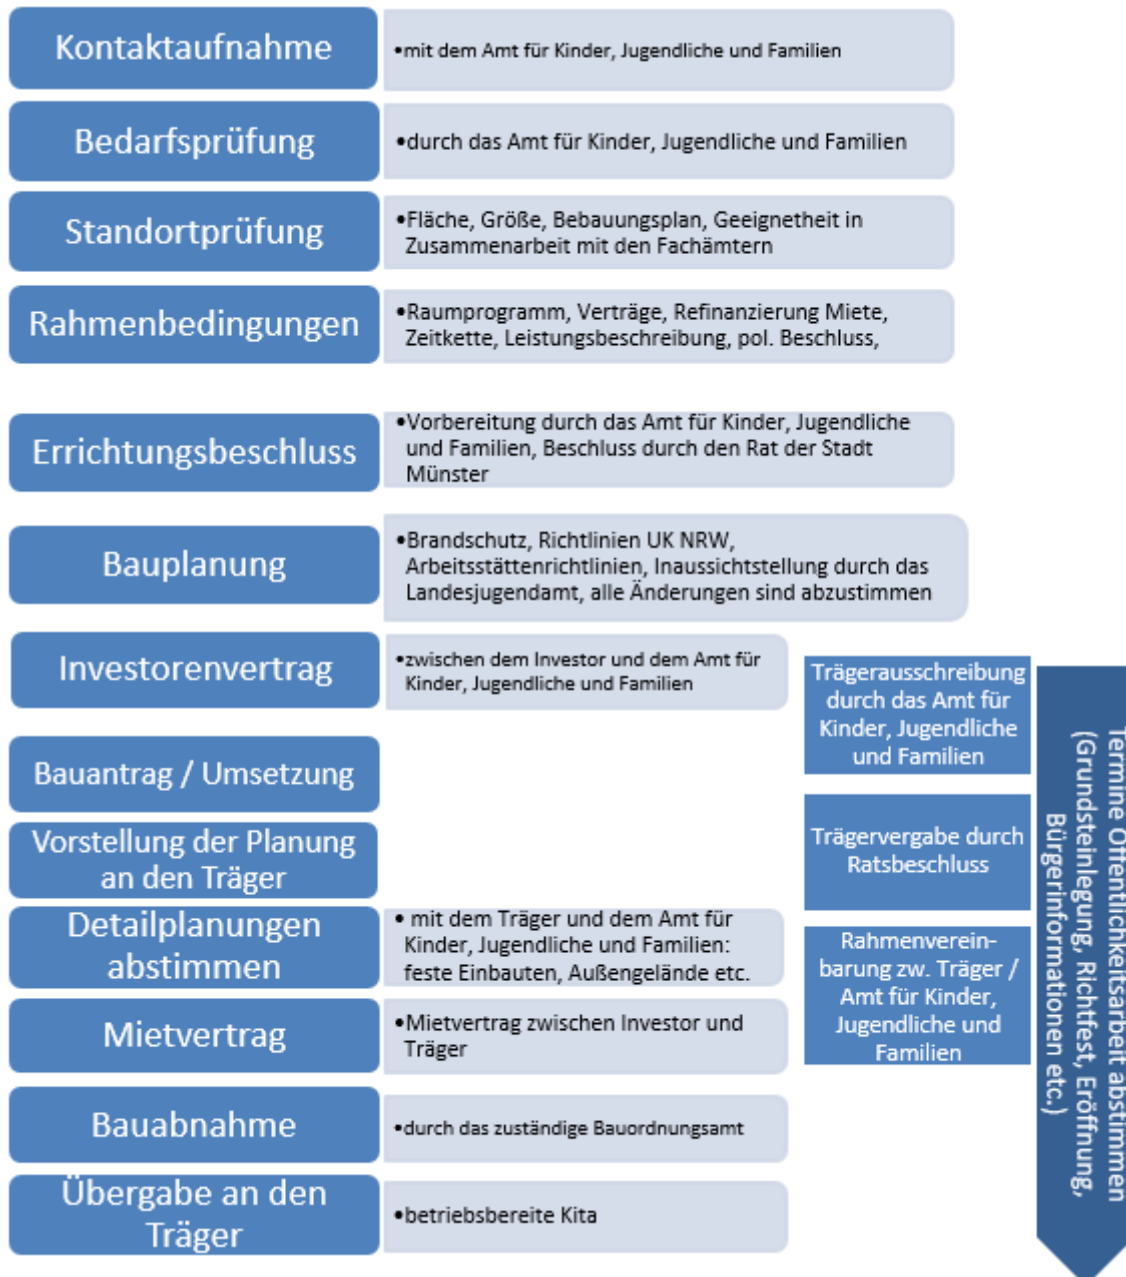 Kontaktaufnahme
•mit dem Amt für Kinder, Jugendliche und Familien
Bedarfsprüfung
•durch das Amt für Kinder, Jugendliche und Familien
Standortprüfung
•Fläche, Größe, Bebauungsplan, Geeignetheit in
Zusammenarbeit mit den Fachämtern
Rahmenbedingungen
•Raumprogramm, Verträge, Refinanzierung Miete,
Zeitkette, Leistungsbeschreibung, pol. Beschluss,
Errichtungsbeschluss
•Vorbereitung durch das Amt für Kinder, Jugendliche
und Familien, Beschluss durch den Rat der Stadt
Münster
Bauplanung
•Brandschutz, Richtlinien UK NRW,
Arbeitsstättenrichtlinien, Inaussichtstellung durch das
Landesjugendamt, alle Änderungen sind abzustimmen
Investorenvertrag
•zwischen dem Investor und dem Amt für
Kinder, Jugendliche und Familien
Bauantrag / Umsetzung
Vorstellung der Planung
an den Träger
Detailplanungen
abstimmen
• mit dem Träger und dem Amt für
Kinder, Jugendliche und Familien:
feste Einbauten, Außengelände etc.
Mietvertrag
•Mietvertrag zwischen Investor und
Träger
Bauabnahme
•durch das zuständige Bauordnungsamt
Übergabe an den
Träger
•betriebsbereite Kita
Trägerausschreibung
durch das Amt für
Kinder, Jugendliche
und Familien
Trägervergabe durch
Ratsbeschluss
Rahmenverein-
barung zw. Träger /
Amt für Kinder,
Jugendliche und
Familien
Termine Öffentlichkeitsarbeit abstimmen
(Grundsteinlegung, Richtfest, Eröffnung,
Bürgerinformationen etc.)